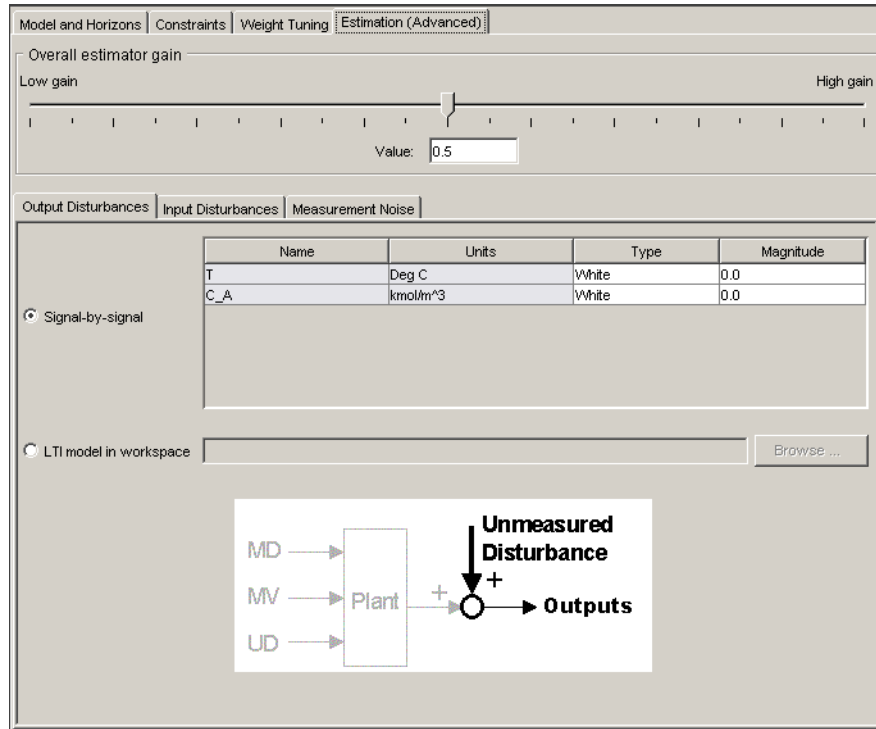 Model and Horizons Constraints Weight Tuning Estimation (Advanced)
Overall estimator gain
Low gain High gain
Value: 0.5
Output Disturbances Input Disturbances Measurement Noise
Name Units Type Magnitude
T Deg C White 0.0
C_A kmol/m^3 White 0.0
Signal-by-signal
LTI model in workspace Browse ...
Unmeasured
Disturbance
MD
MV Plant + + Outputs
UD